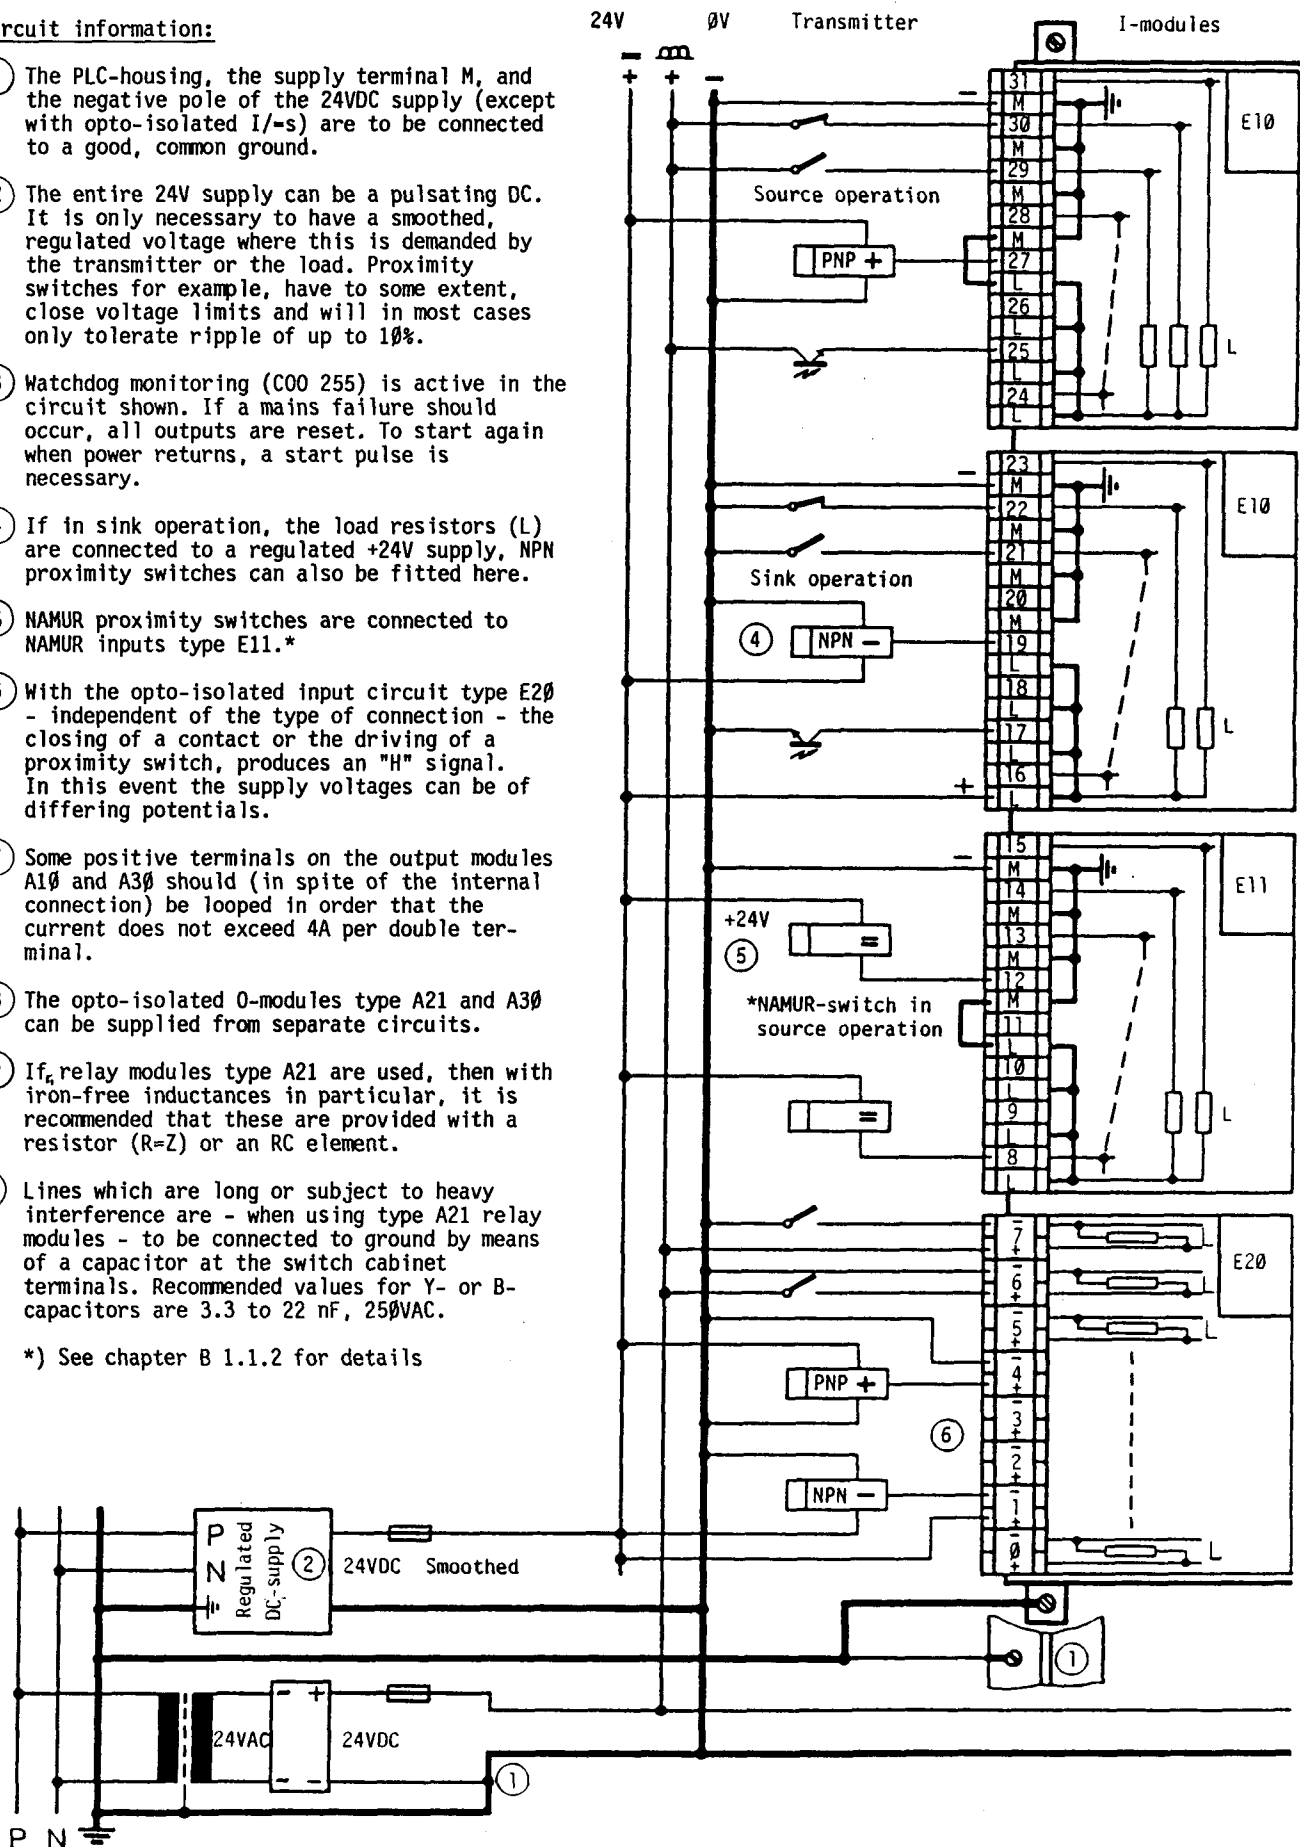 rcuit information:
The PLC-housing, the supply terminal M, and
the negative pole of the 24VDC supply (except
with opto-isolated I/=s) are to be connected
to a good, common ground.
The entire 24V supply can be a pulsating DC.
It is only necessary to have a smoothed,
regulated voltage where this is demanded by
the transmitter or the load. Proximity
switches for example, have to some extent,
close voltage limits and will in most cases
only tolerate ripple of up to 1Ø%.
Watchdog monitoring (COO 255) is active in the
circuit shown. If a mains failure should
occur, all outputs are reset. To start again
when power returns, a start pulse is
necessary.
If in sink operation, the load resistors (L)
are connected to a regulated +24V supply, NPN
proximity switches can also be fitted here.
NAMUR proximity switches are connected to
NAMUR inputs type E11.*
With the opto-isolated input circuit type E2Ø
- independent of the type of connection - the
closing of a contact or the driving of a
proximity switch, produces an "H" signal.
In this event the supply voltages can be of
differing potentials.
Some positive terminals on the output modules
A1Ø and A3Ø should (in spite of the internal
connection) be looped in order that the
current does not exceed 4A per double ter-
minal.
The opto-isolated O-modules type A21 and A3Ø
can be supplied from separate circuits.
If relay modules type A21 are used, then with
iron-free inductances in particular, it is
recommended that these are provided with a
resistor (R=Z) or an RC element.
Lines which are long or subject to heavy
interference are - when using type A21 relay
modules - to be connected to ground by means
of a capacitor at the switch cabinet
terminals. Recommended values for Y- or B-
capacitors are 3.3 to 22 nF, 25ØVAC.
*) See chapter B 1.1.2 for details
24V ØV Transmitter I-modules
+ + −
−
31
M
30
M
29
M
28
M
27
L
26
L
25
L
24
L
E1Ø
L
Source operation
PNP +
−
23
M
22
M
21
M
2Ø
M
19
L
18
L
17
L
16
L
E1Ø
L
Sink operation
4
NPN −
+
−
15
M
14
M
13
M
12
M
11
L
1Ø
L
9
L
8
L
E11
L
+24V
5
=
*NAMUR-switch in
source operation
=
−
7
+
−
6
+
−
5
+
−
4
+
−
3
+
−
2
+
−
1
+
−
Ø
+
E2Ø
L
L
L
L
PNP +
6
NPN −
P
N
Regulated
DC-supply
2
24VDC Smoothed
1
24VAC
− +
− −
24VDC
1
P N